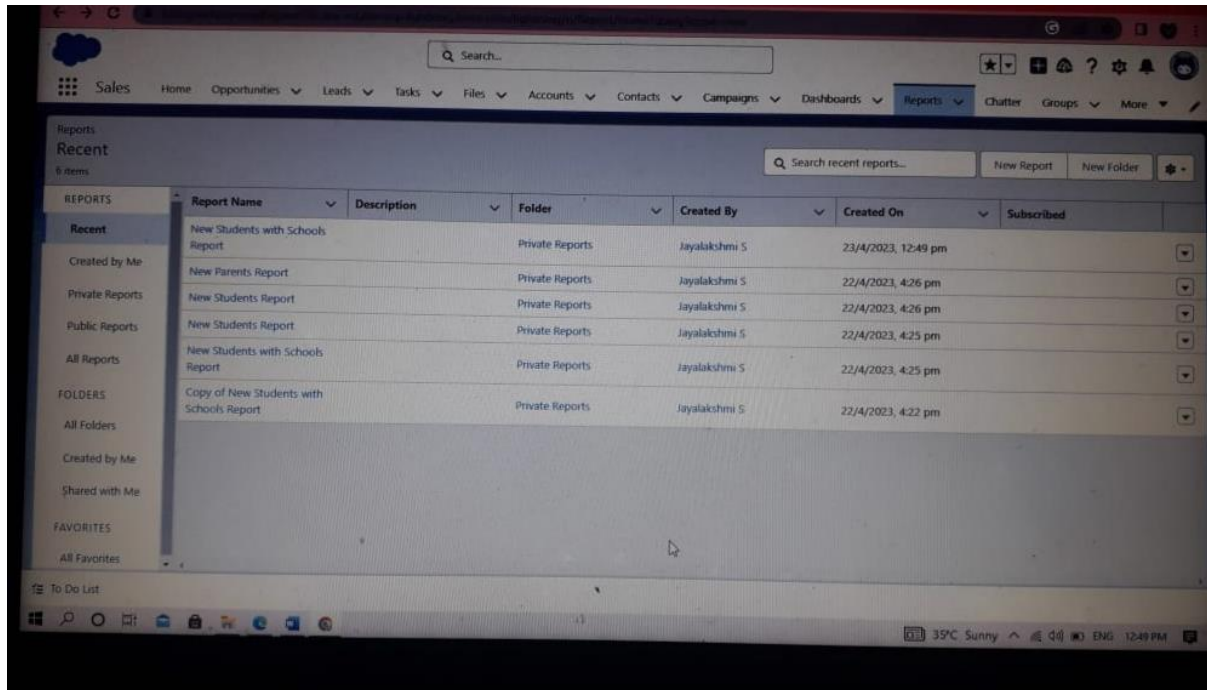 Search...
Sales Home Opportunities Leads Tasks Files Accounts Contacts Campaigns Dashboards Reports Chatter Groups More
Reports
Recent
6 items
Search recent reports...
New Report New Folder
REPORTS
Recent
Created by Me
Private Reports
Public Reports
All Reports
FOLDERS
All Folders
Created by Me
Shared with Me
FAVORITES
All Favorites
Report Name Description Folder Created By Created On Subscribed
New Students with Schools
Report Private Reports Jayalakshmi S 23/4/2023, 12:49 pm
New Parents Report Private Reports Jayalakshmi S 22/4/2023, 4:26 pm
New Students Report Private Reports Jayalakshmi S 22/4/2023, 4:26 pm
New Students Report Private Reports Jayalakshmi S 22/4/2023, 4:25 pm
New Students with Schools
Report Private Reports Jayalakshmi S 22/4/2023, 4:25 pm
Copy of New Students with
Schools Report Private Reports Jayalakshmi S 22/4/2023, 4:22 pm
To Do List
35°C Sunny ENG 12:49 PM